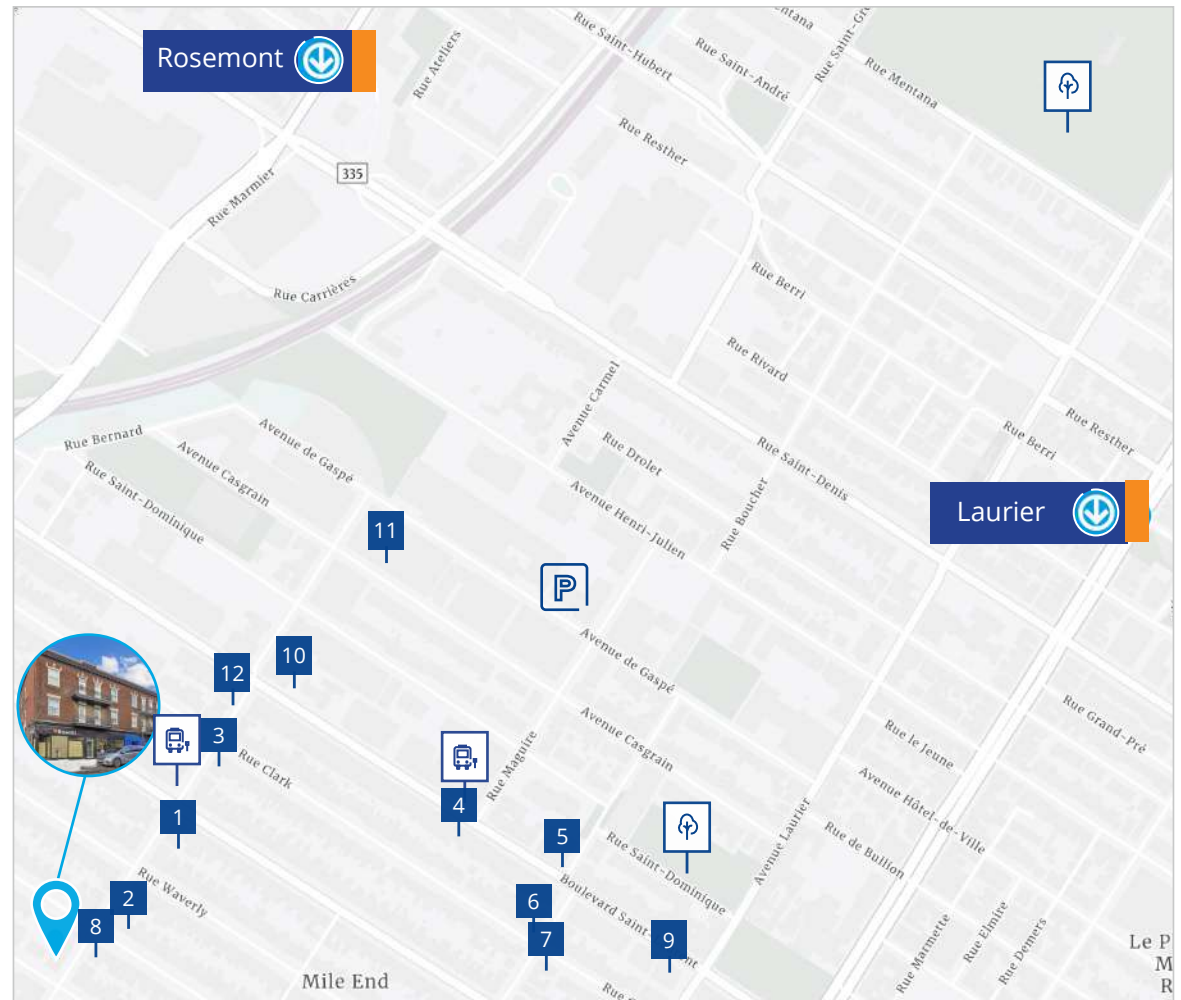 Rue Saint-Hubert
Rue Saint-André
Rue Mentana
Rosemont
Rue Ateliers
Rue Resther
335
Rue Marmier
Rue Carrières
Rue Berri
Rue Rivard
Avenue Carmel
Rue Bernard
Avenue de Gaspé
Avenue Casgrain
Rue Saint-Dominique
Rue Drolet
Rue Saint-Denis
Rue Berri
Rue Resther
Avenue Henri-Julien
Rue Boucher
Laurier
11
P
10
12
3
Rue Clark
Avenue de Gaspé
Avenue Casgrain
Rue Maguire
Rue le Jeune
Rue Grand-Pré
Avenue Hôtel-de-Ville
Rue de Bullion
Avenue Laurier
4
1
5
Rue Saint-Dominique
Rue Waverly
2
8
6
7
9
Rue Marmette
Rue Elmire
Rue Demers
Le P
M
R
Mile End